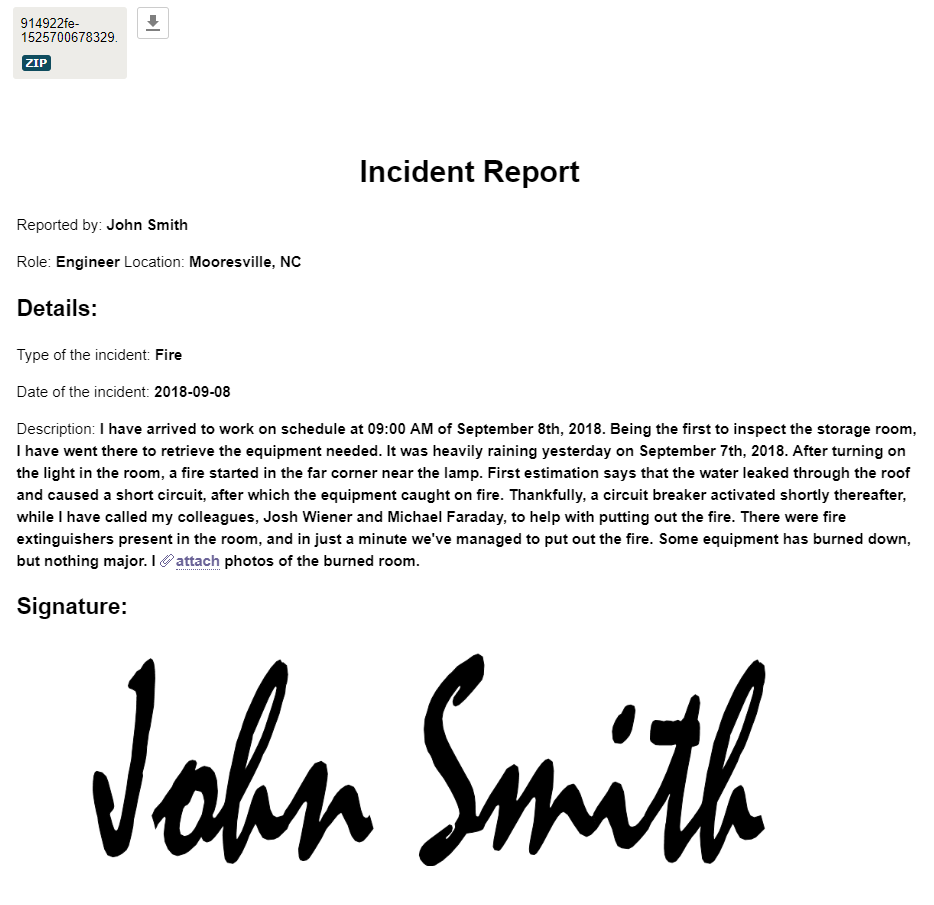 914922fe-
1525700678329.
ZIP
Incident Report
Reported by: John Smith
Role: Engineer Location: Mooresville, NC
Details:
Type of the incident: Fire
Date of the incident: 2018-09-08
Description: I have arrived to work on schedule at 09:00 AM of September 8th, 2018. Being the first to inspect the storage room,
I have went there to retrieve the equipment needed. It was heavily raining yesterday on September 7th, 2018. After turning on
the light in the room, a fire started in the far corner near the lamp. First estimation says that the water leaked through the roof
and caused a short circuit, after which the equipment caught on fire. Thankfully, a circuit breaker activated shortly thereafter,
while I have called my colleagues, Josh Wiener and Michael Faraday, to help with putting out the fire. There were fire
extinguishers present in the room, and in just a minute we've managed to put out the fire. Some equipment has burned down,
but nothing major. I attach photos of the burned room.
Signature:
John Smith